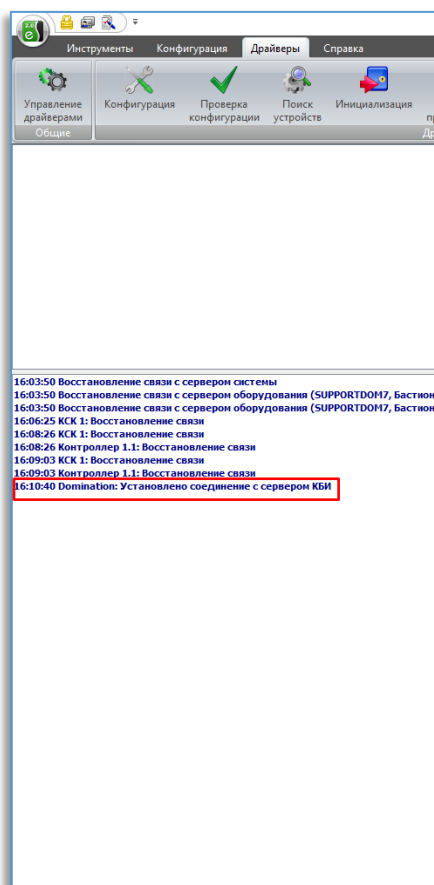 2.0
e
Инструменты Конфигурация Драйверы Справка
Управление драйверами
Конфигурация
Проверка конфигурации
Поиск устройств
Инициализация
Общие
16:03:50 Восстановление связи с сервером системы
16:03:50 Восстановление связи с сервером оборудования (SUPPORTDOM7, Бастион
16:03:50 Восстановление связи с сервером оборудования (SUPPORTDOM7, Бастион
16:06:25 КСК 1: Восстановление связи
16:08:26 КСК 1: Восстановление связи
16:08:26 Контроллер 1.1: Восстановление связи
16:09:03 КСК 1: Восстановление связи
16:09:03 Контроллер 1.1: Восстановление связи
16:10:40 Domination: Установлено соединение с сервером КБИ